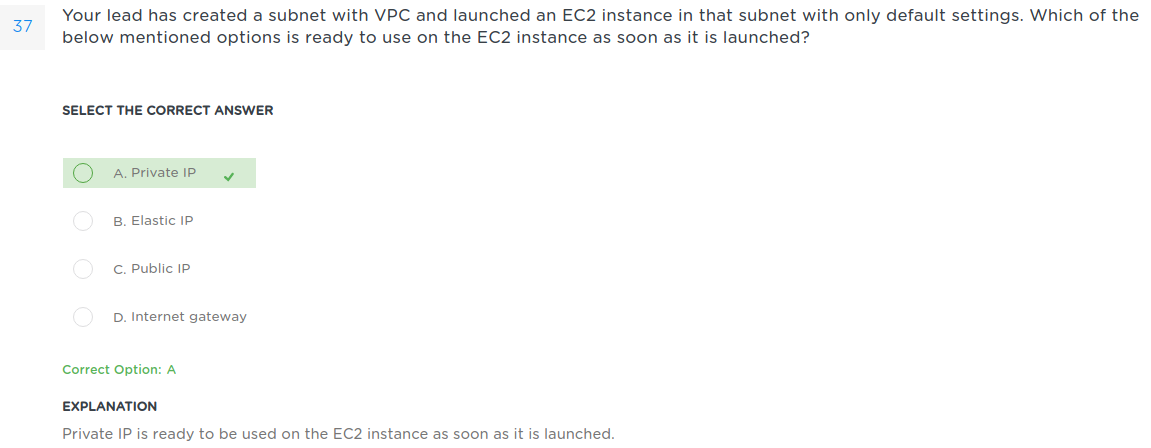 37
Your lead has created a subnet with VPC and launched an EC2 instance in that subnet with only default settings. Which of the
below mentioned options is ready to use on the EC2 instance as soon as it is launched?
SELECT THE CORRECT ANSWER
A. Private IP
B. Elastic IP
C. Public IP
D. Internet gateway
Correct Option: A
EXPLANATION
Private IP is ready to be used on the EC2 instance as soon as it is launched.